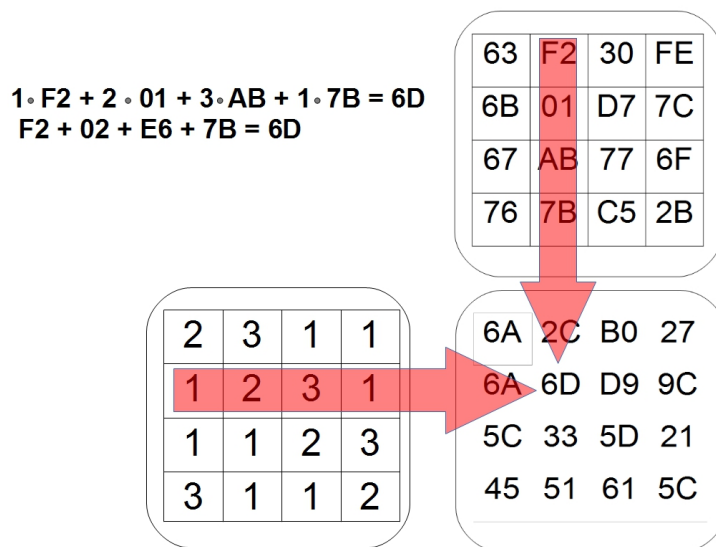 1∘F2 + 2∘01 + 3∘AB + 1∘7B = 6D
F2 + 02 + E6 + 7B = 6D
63 F2 30 FE
6B 01 D7 7C
67 AB 77 6F
76 7B C5 2B
2 3 1 1
1 2 3 1
1 1 2 3
3 1 1 2
6A 2C B0 27
6A 6D D9 9C
5C 33 5D 21
45 51 61 5C